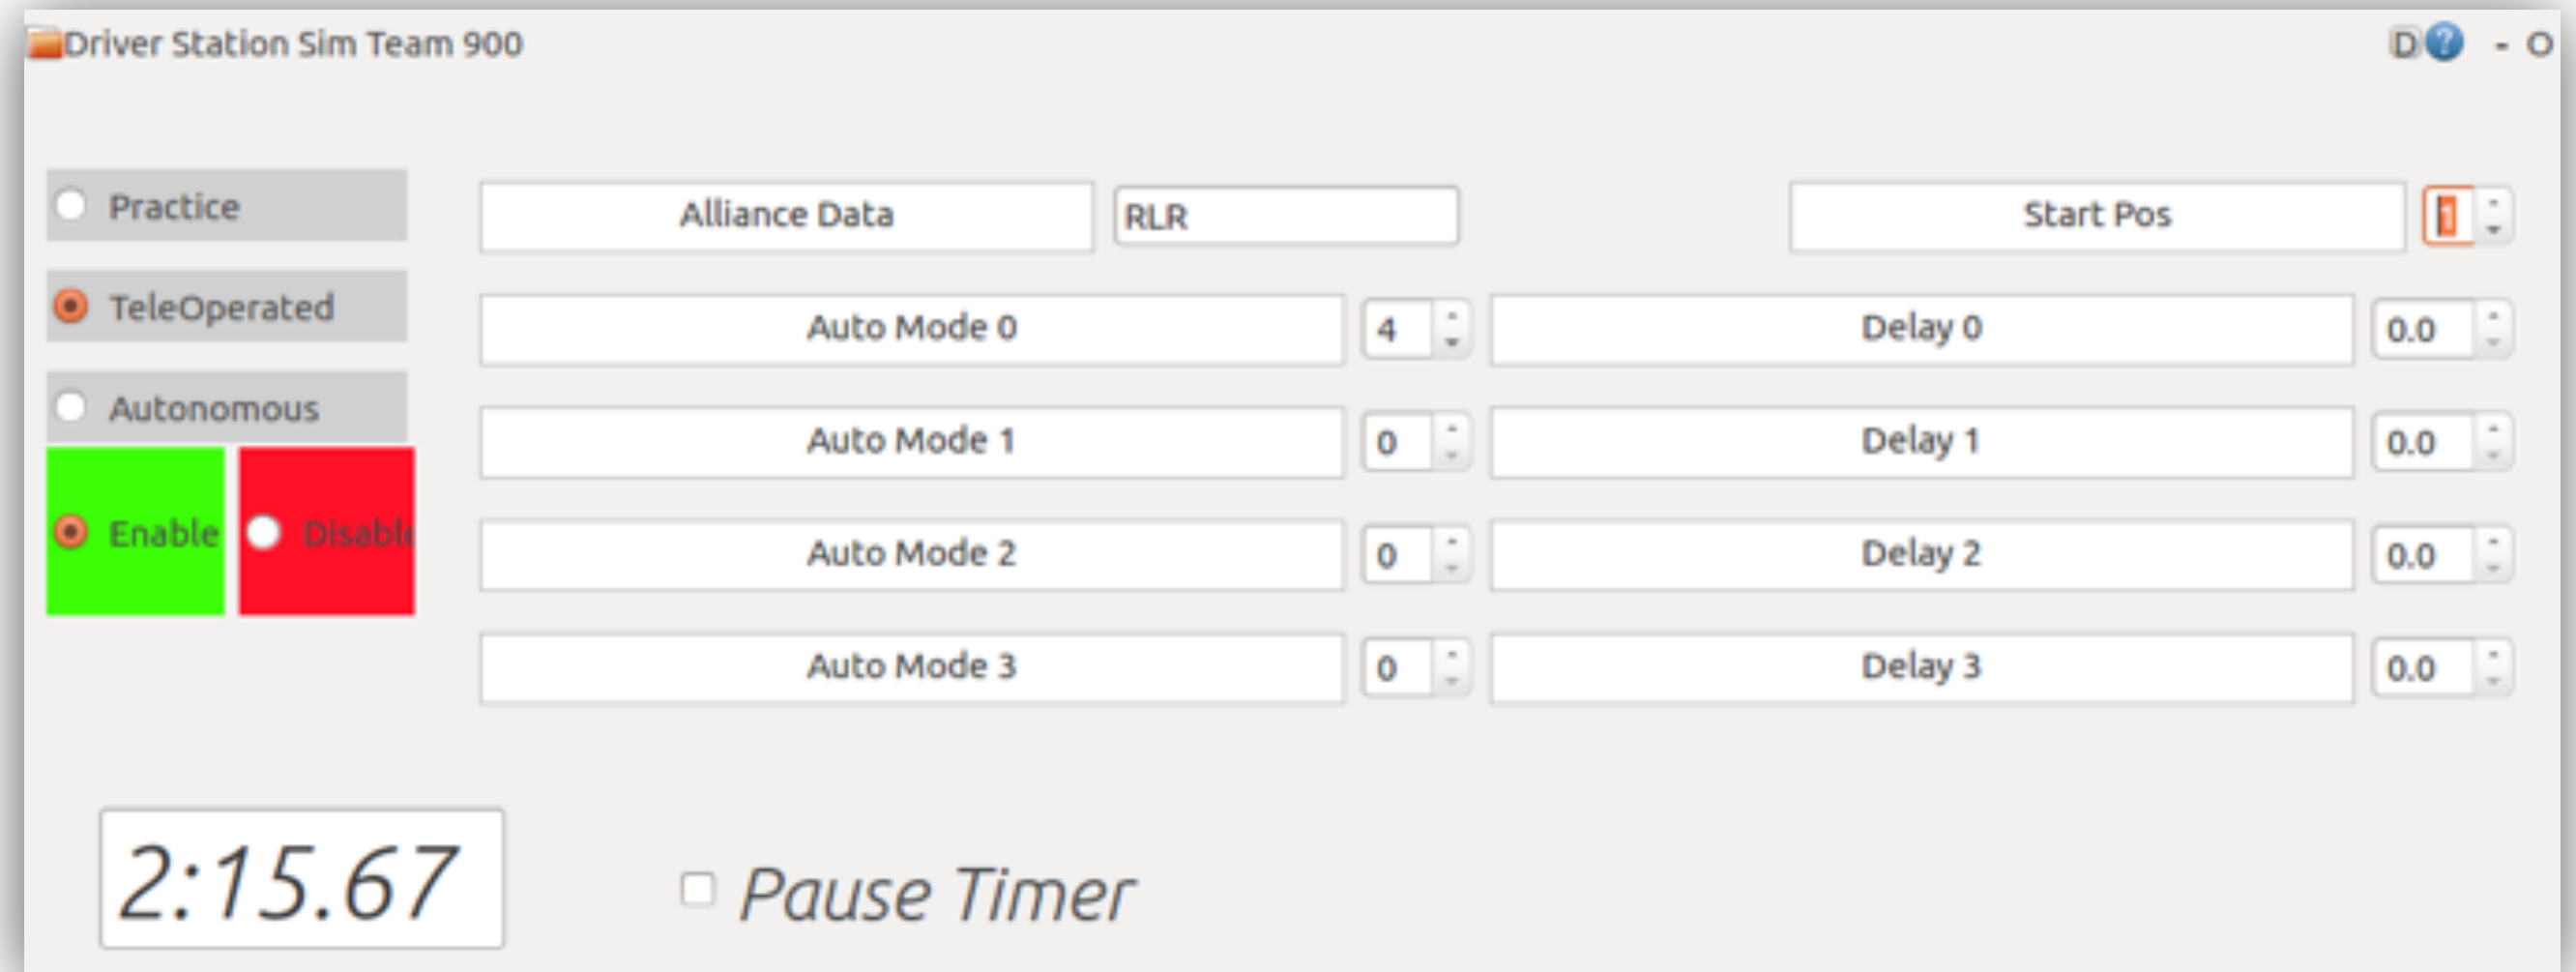 Driver Station Sim Team 900 D ? - O
Practice Alliance Data RLR Start Pos 1
TeleOperated Auto Mode 0 4 Delay 0 0.0
Autonomous Auto Mode 1 0 Delay 1 0.0
Enable Disable Auto Mode 2 0 Delay 2 0.0
Auto Mode 3 0 Delay 3 0.0
2:15.67 Pause Timer